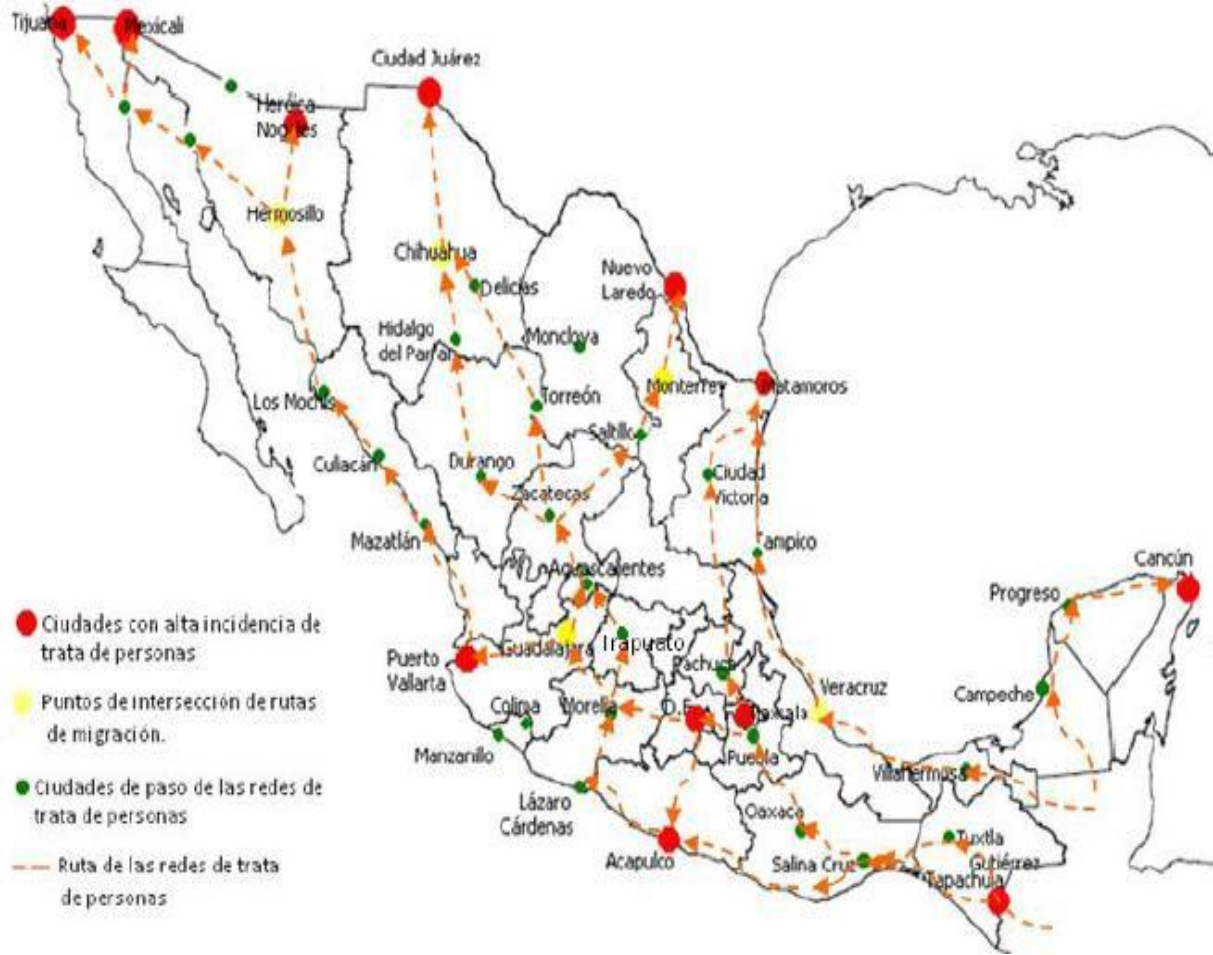 Tijuana
Mexicali
Ciudad Juárez
Heróica
Nogales
Hermosillo
Chihuahua
Delicias
Nuevo
Laredo
Hidalgo
del Parral
Monclova
Monterrey
Matamoros
Los Mochis
Torreón
Saltillo
Culiacán
Durango
Ciudad
Victoria
Zacatecas
Mazatlán
Tampico
Aguascalientes
Cancún
Progreso
Guadalajara
Irapuato
Puerto
Vallarta
Pachuca
Veracruz
Campeche
Colima
Morelia
D.F.
Tlaxcala
Manzanillo
Puebla
Villahermosa
Lázaro
Cárdenas
Oaxaca
Tuxtla
Gutiérrez
Acapulco
Salina Cruz
Tapachula
Ciudades con alta incidencia de
trata de personas
Puntos de intersección de rutas
de migración.
Ciudades de paso de las redes de
trata de personas
Ruta de las redes de trata
de personas